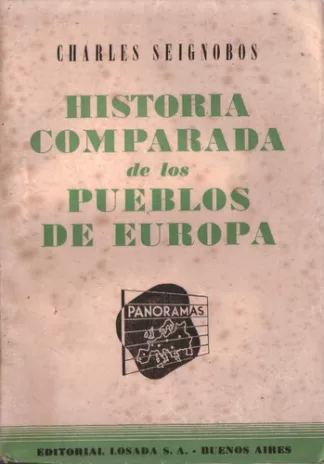 CHARLES SEIGNOBOS
HISTORIA
COMPARADA
de los
PUEBLOS
DE EUROPA
PANORAMAS
EDITORIAL LOSADA S. A. - BUENOS AIRES